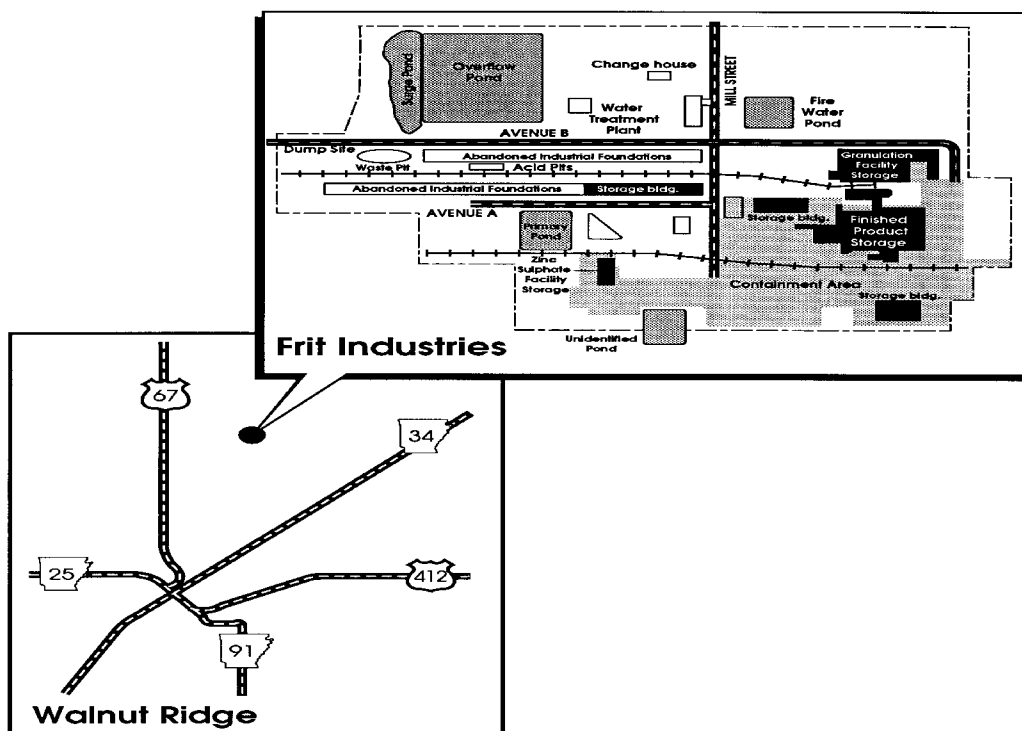 Surge Pond
Overflow
Pond
Change house
Water
Treatment
Plant
MILL STREET
Fire
Water
Pond
AVENUE B
Dump Site
Waste Pit
Abandoned Industrial Foundations
Acid Pits
Granulation
Facility
Storage
Abandoned Industrial Foundations
Storage bldg.
AVENUE A
Primary
Pond
Storage bldg.
Finished
Product
Storage
Zinc
Sulphate
Facility
Storage
Containment Area
Storage bldg.
Unidentified
Pond
Frit Industries
67
34
25
412
91
Walnut Ridge